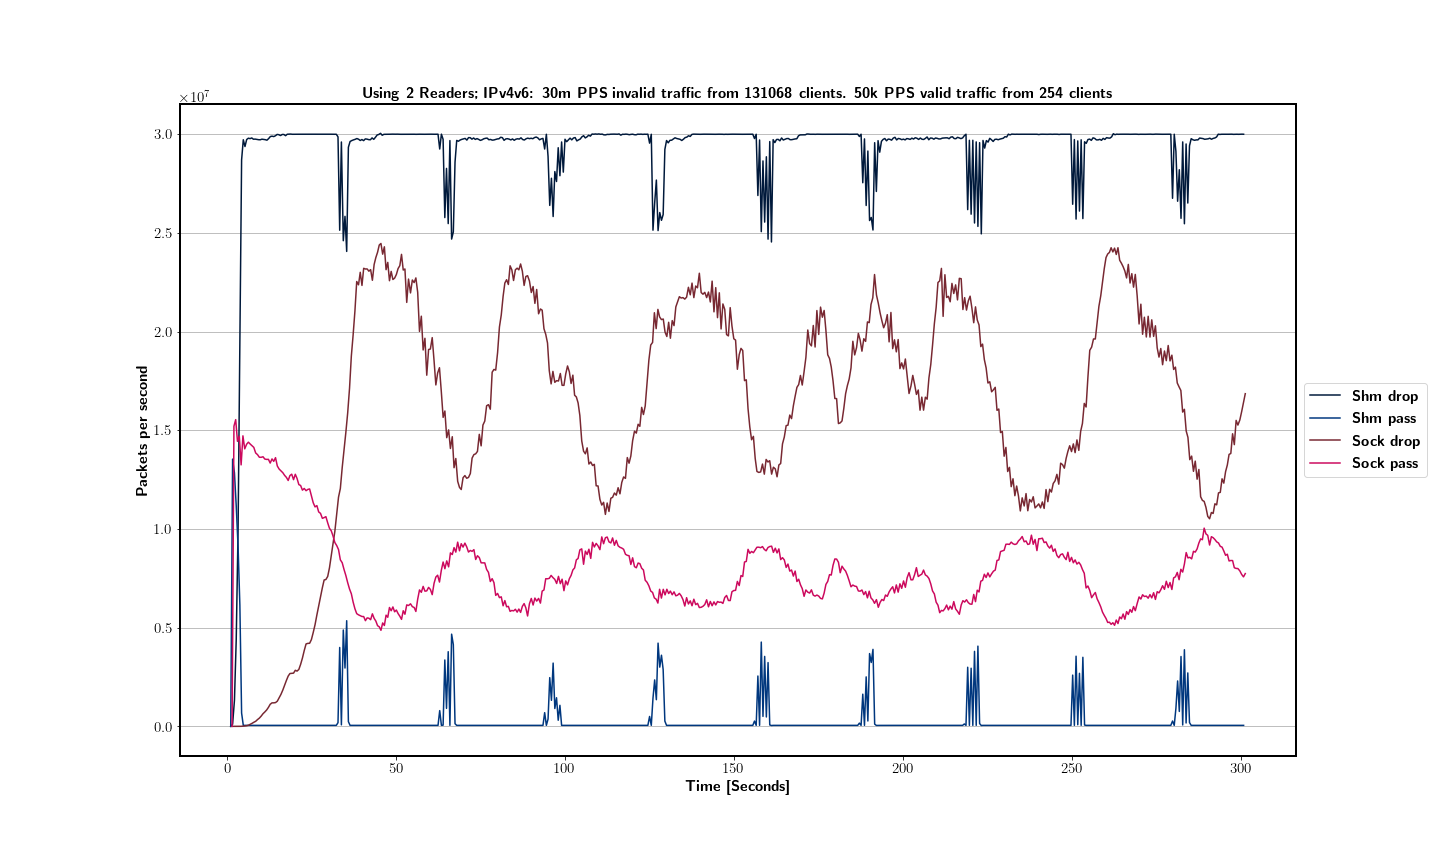 Using 2 Readers; IPv4v6: 30m PPS invalid traffic from 131068 clients. 50k PPS valid traffic from 254 clients
×10⁷
3.0
2.5
2.0
1.5
1.0
0.5
0.0
Packets per second
0 50 100 150 200 250 300
Time [Seconds]
Shm drop
Shm pass
Sock drop
Sock pass